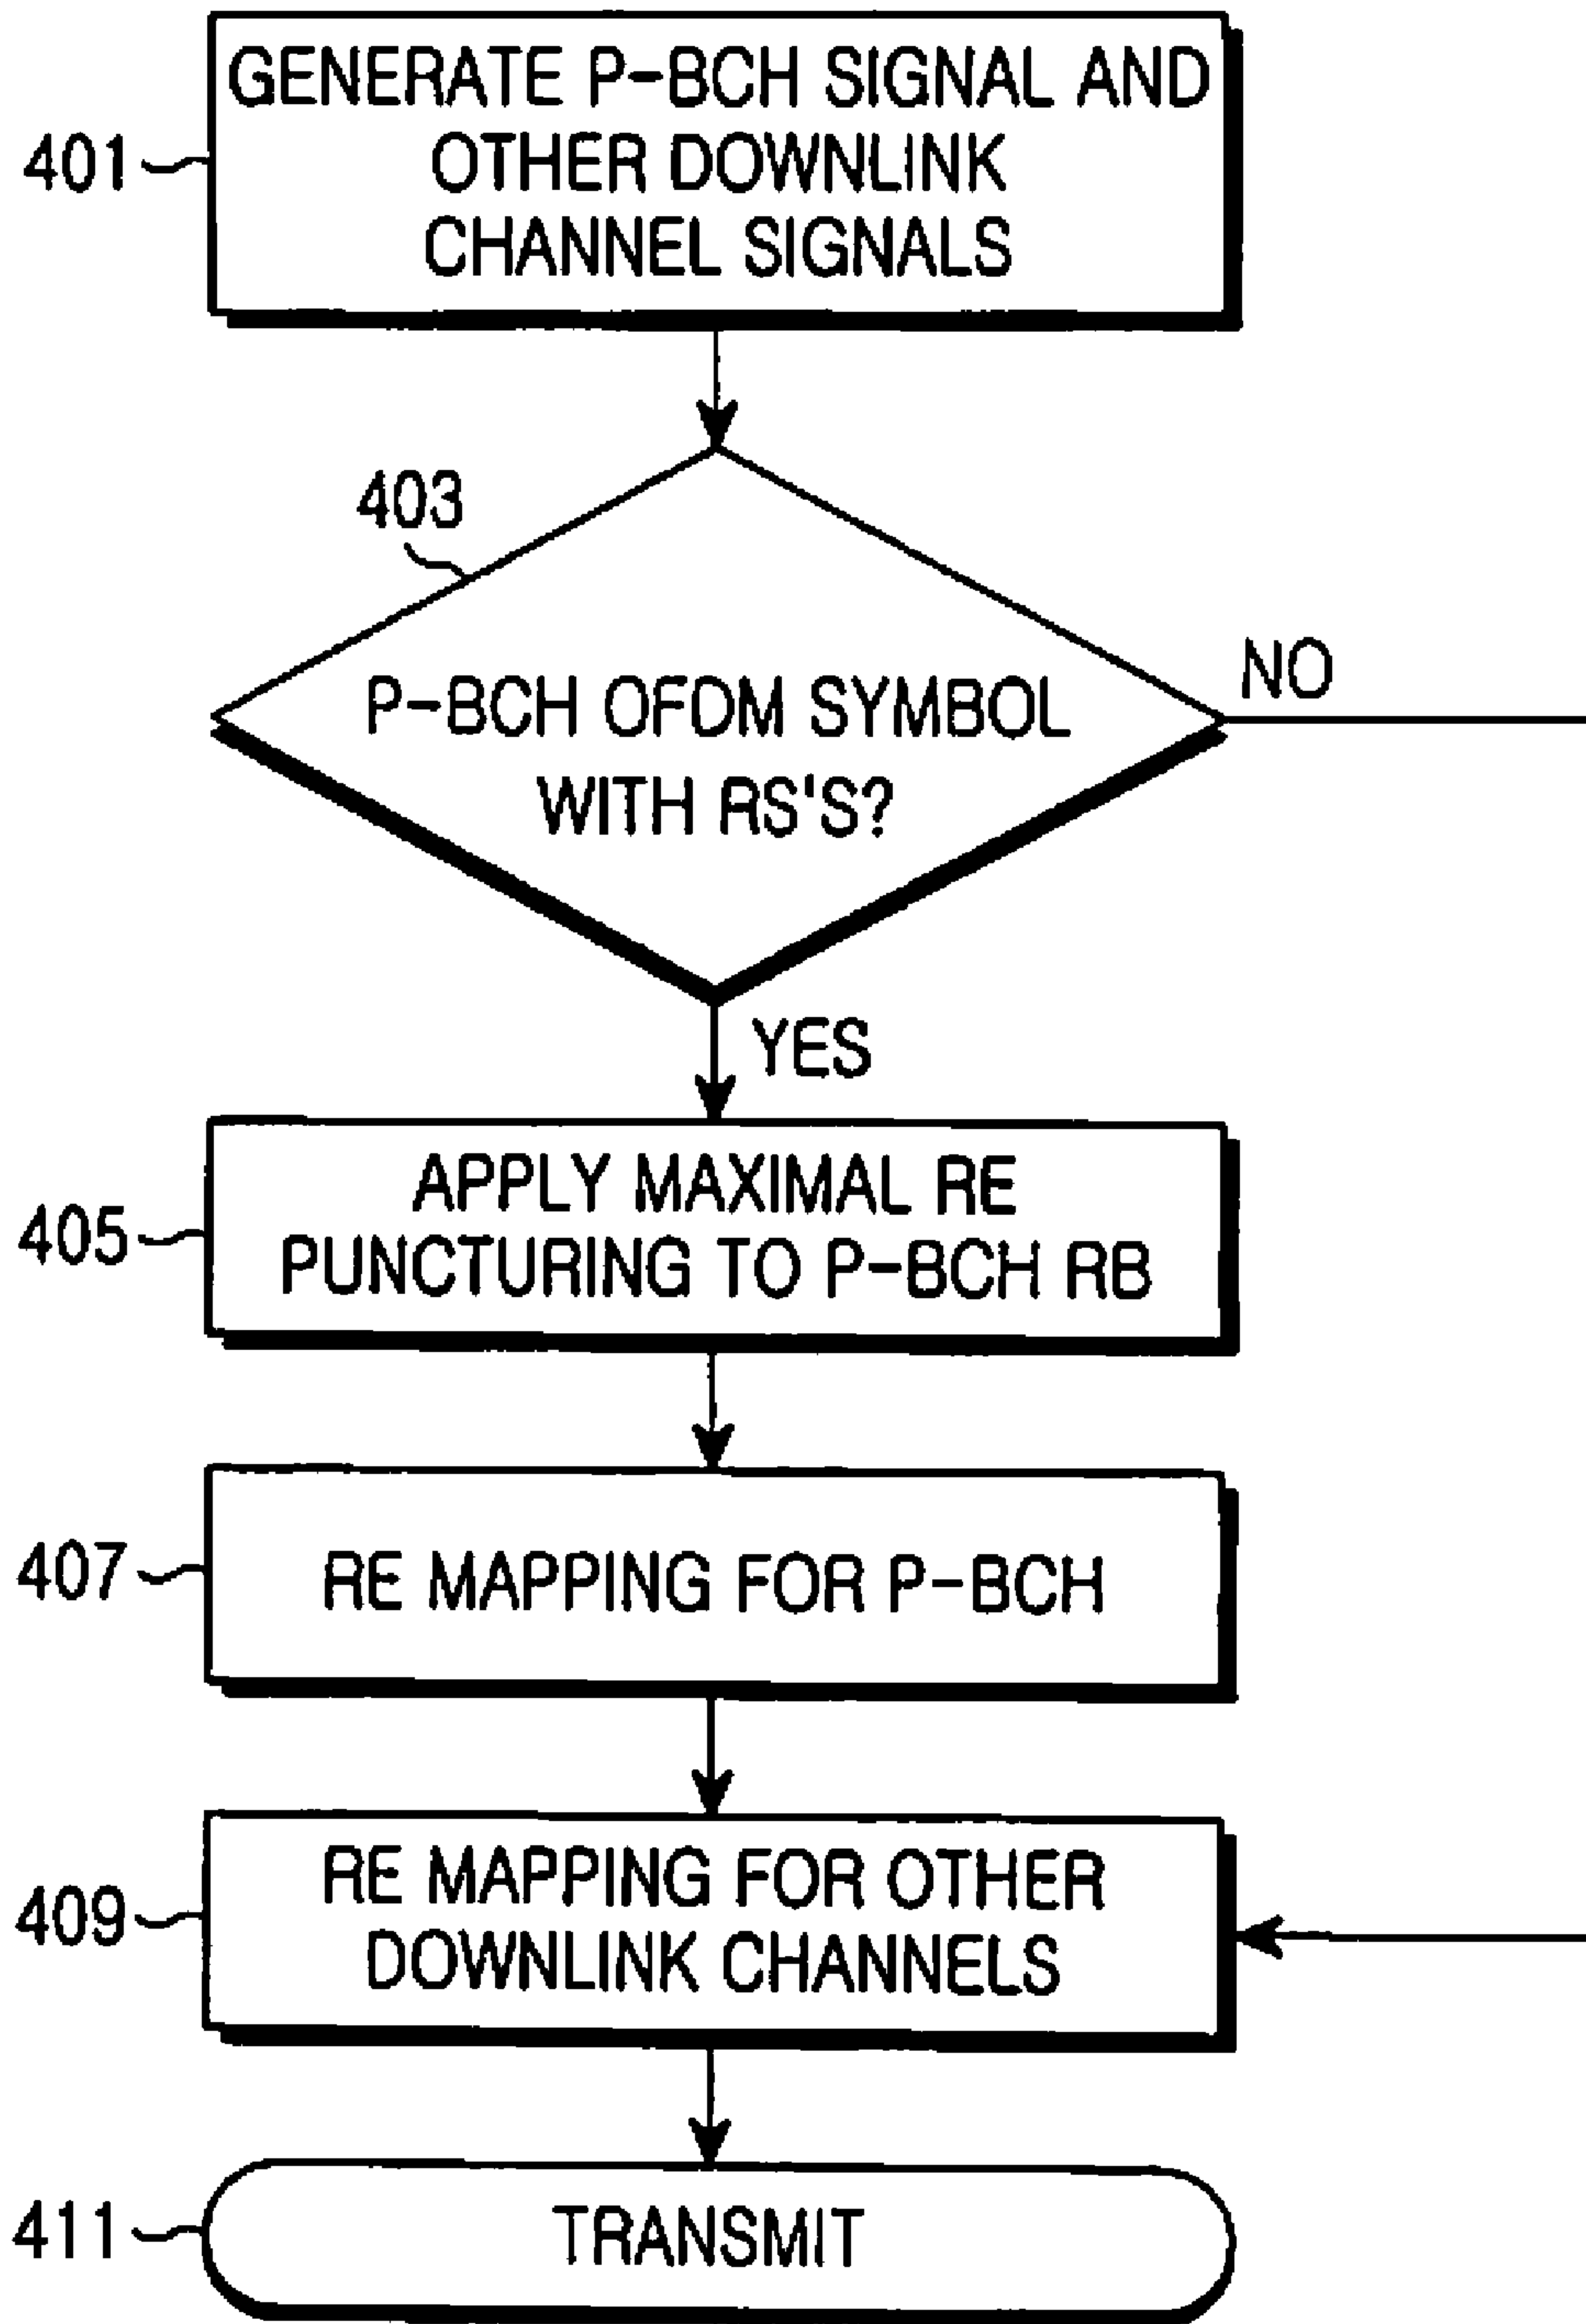 GENERATE P-BCH SIGNAL AND
OTHER DOWNLINK
CHANNEL SIGNALS
401
403
P-BCH OFDM SYMBOL
WITH RS'S?
NO
YES
APPLY MAXIMAL RE
PUNCTURING TO P-BCH RB
405
RE MAPPING FOR P-BCH
407
RE MAPPING FOR OTHER
DOWNLINK CHANNELS
409
TRANSMIT
411